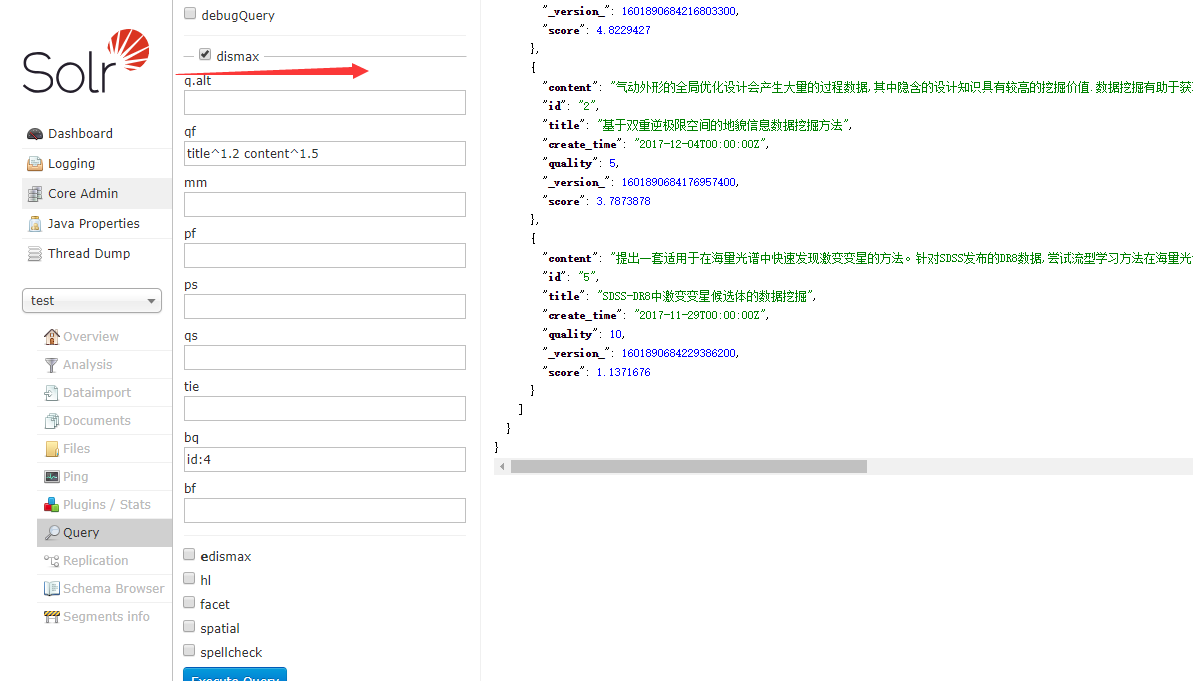 Solr
Dashboard
Logging
Core Admin
Java Properties
Thread Dump
test
Overview
Analysis
Dataimport
Documents
Files
Ping
Plugins / Stats
Query
Replication
Schema Browser
Segments info
debugQuery
dismax
q.alt
qf
title^1.2 content^1.5
mm
pf
ps
qs
tie
bq
id:4
bf
edismax
hl
facet
spatial
spellcheck
Execute Query
"_version_": 1601890684216803300,
"score": 4.8229427
},
{
"content": "气动外形的全局优化设计会产生大量的过程数据,其中隐含的设计知识具有较高的挖掘价值.数据挖掘有助于获
"id": "2",
"title": "基于双重逆极限空间的地貌信息数据挖掘方法",
"create_time": "2017-12-04T00:00:00Z",
"quality": 5,
"_version_": 1601890684176957400,
"score": 3.7873878
},
{
"content": "提出一套适用于在海量光谱中快速发现激变变星的方法。针对SDSS发布的DR8数据,尝试流型学习方法在海量光
"id": "5",
"title": "SDSS-DR8中激变变星候选体的数据挖掘",
"create_time": "2017-11-29T00:00:00Z",
"quality": 10,
"_version_": 1601890684229386200,
"score": 1.1371676
}
]
}
}